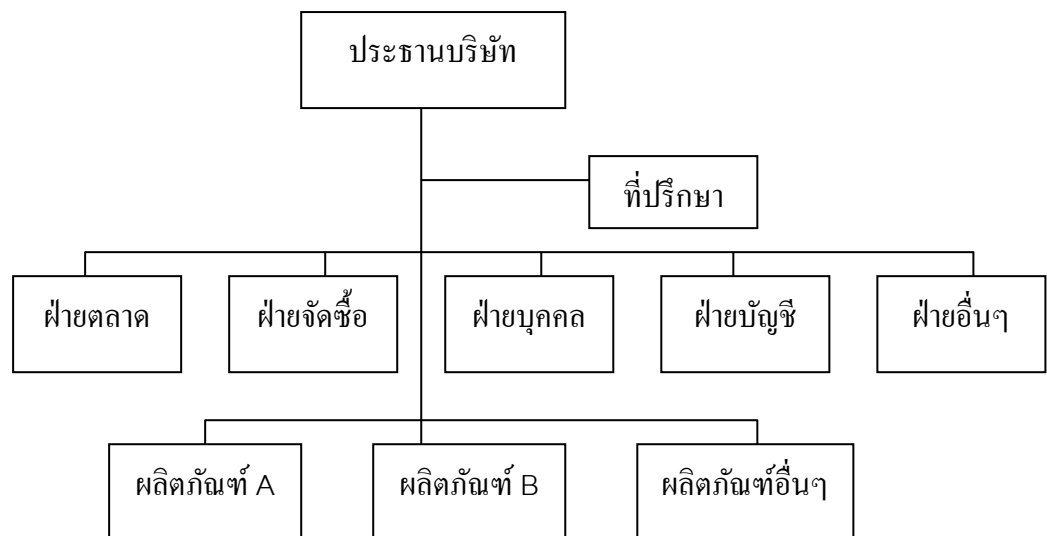 ประธานบริษัท
ที่ปรึกษา
ฝ่ายตลาด
ฝ่ายจัดซื้อ
ฝ่ายบุคคล
ฝ่ายบัญชี
ฝ่ายอื่นๆ
ผลิตภัณฑ์ A
ผลิตภัณฑ์ B
ผลิตภัณฑ์อื่นๆ